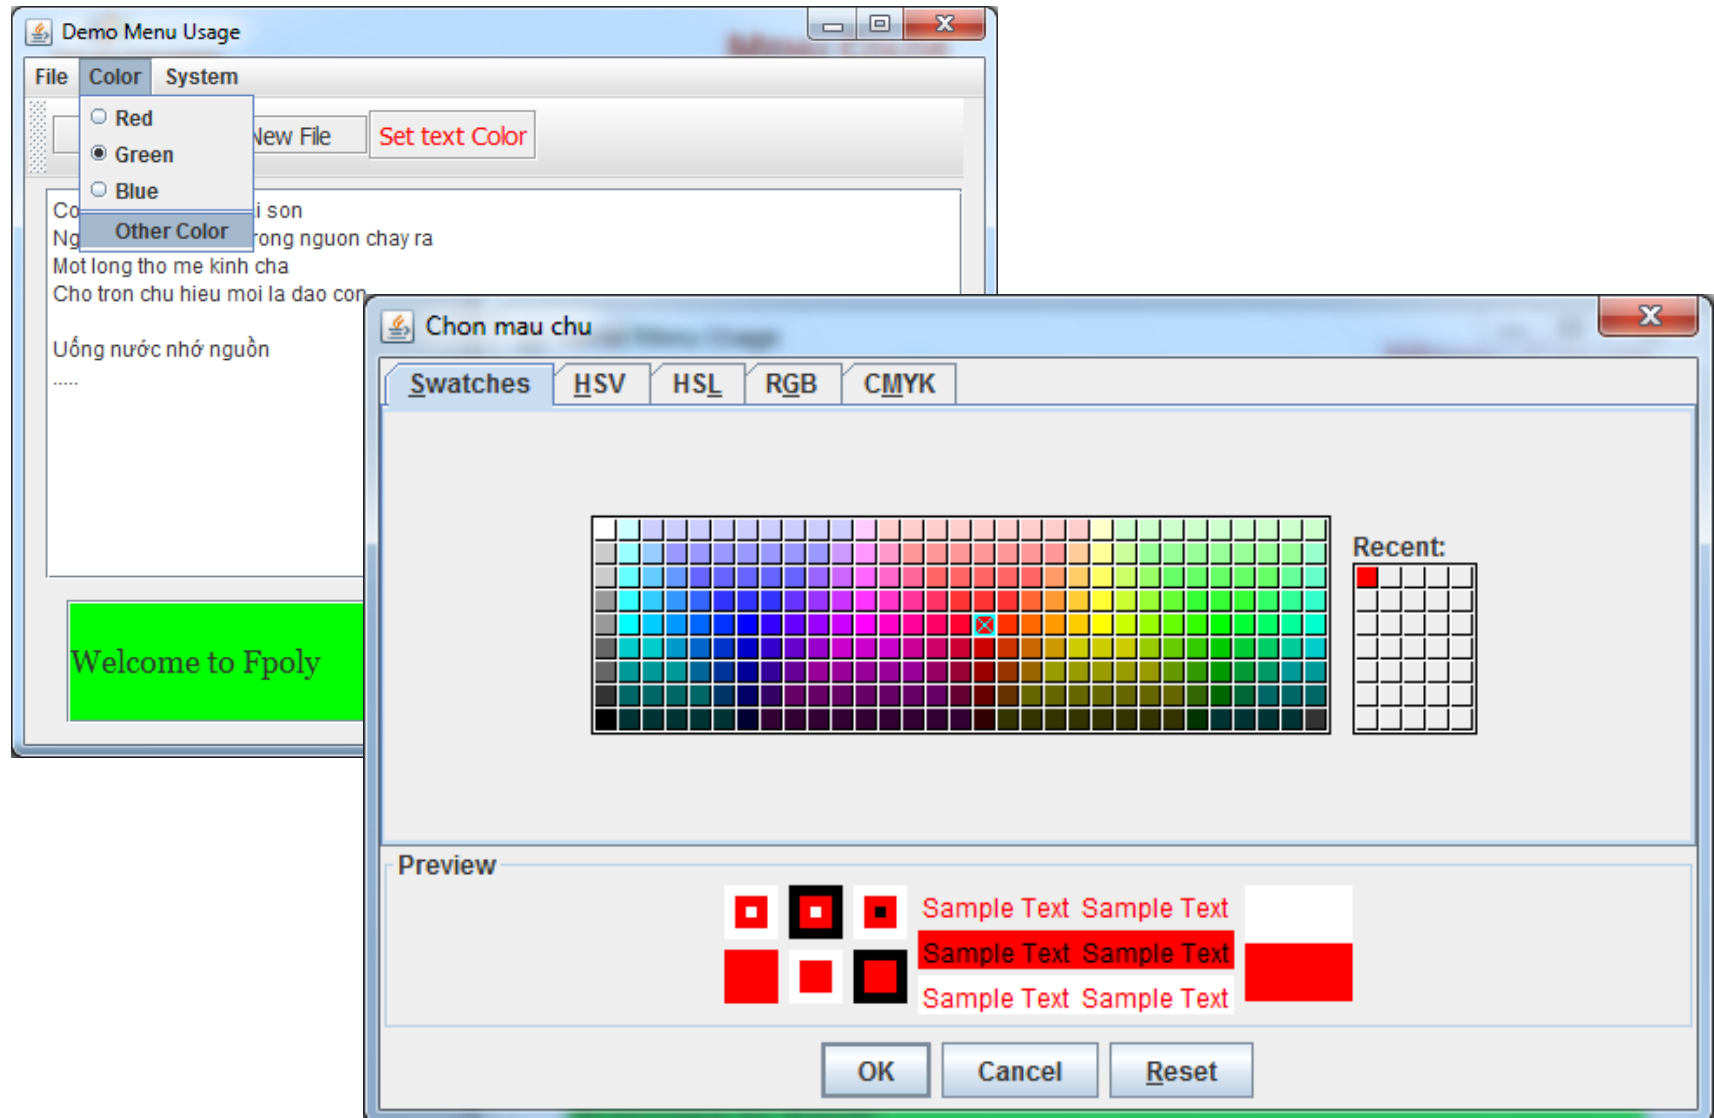 Demo Menu Usage
File Color System
Red
Green
Blue
Other Color
New File Set text Color
Co i son
Ng rong nguon chay ra
Mot long tho me kinh cha
Cho tron chu hieu moi la dao con
Uống nước nhớ nguồn
.....
Welcome to Fpoly
Chon mau chu
Swatches HSV HSL RGB CMYK
Recent:
Preview
Sample Text Sample Text
Sample Text Sample Text
Sample Text Sample Text
OK Cancel Reset